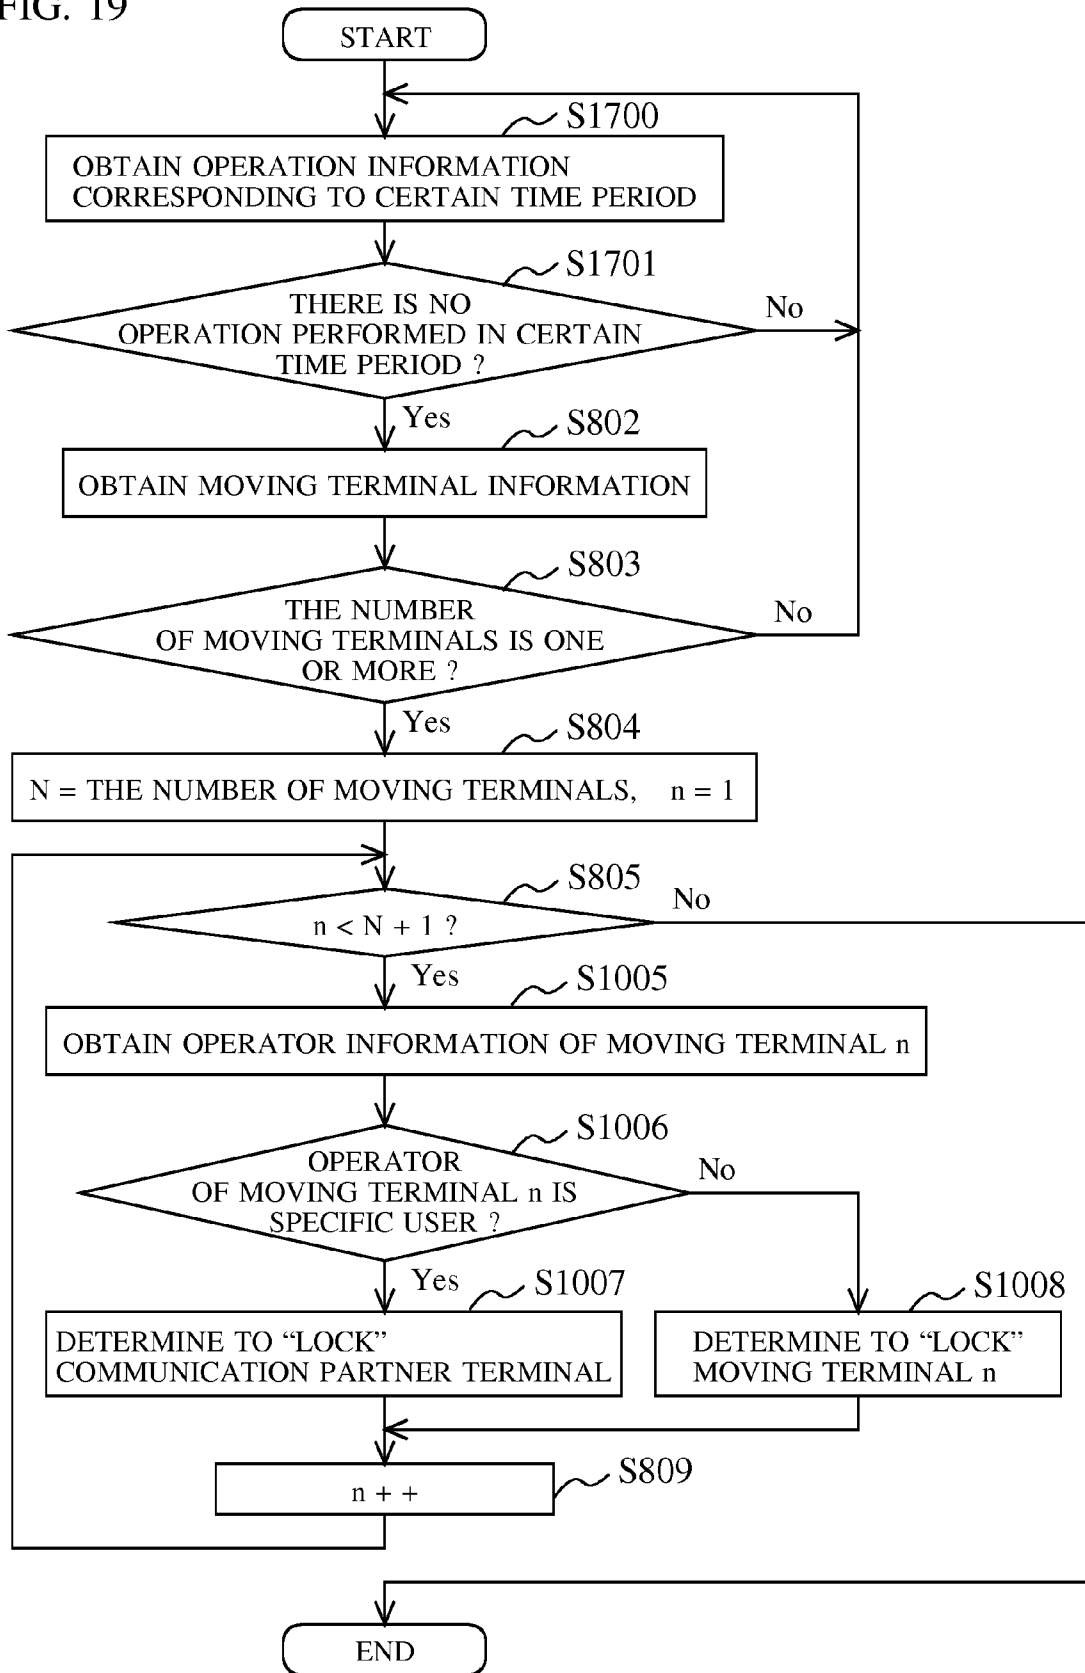 FIG. 19
START
S1700
OBTAIN OPERATION INFORMATION
CORRESPONDING TO CERTAIN TIME PERIOD
S1701
THERE IS NO
OPERATION PERFORMED IN CERTAIN
TIME PERIOD ?
No
Yes
S802
OBTAIN MOVING TERMINAL INFORMATION
S803
THE NUMBER
OF MOVING TERMINALS IS ONE
OR MORE ?
No
Yes
S804
N = THE NUMBER OF MOVING TERMINALS, n = 1
S805
n < N + 1 ?
No
Yes
S1005
OBTAIN OPERATOR INFORMATION OF MOVING TERMINAL n
S1006
OPERATOR
OF MOVING TERMINAL n IS
SPECIFIC USER ?
No
Yes
S1007
DETERMINE TO “LOCK”
COMMUNICATION PARTNER TERMINAL
S1008
DETERMINE TO “LOCK”
MOVING TERMINAL n
S809
n + +
END